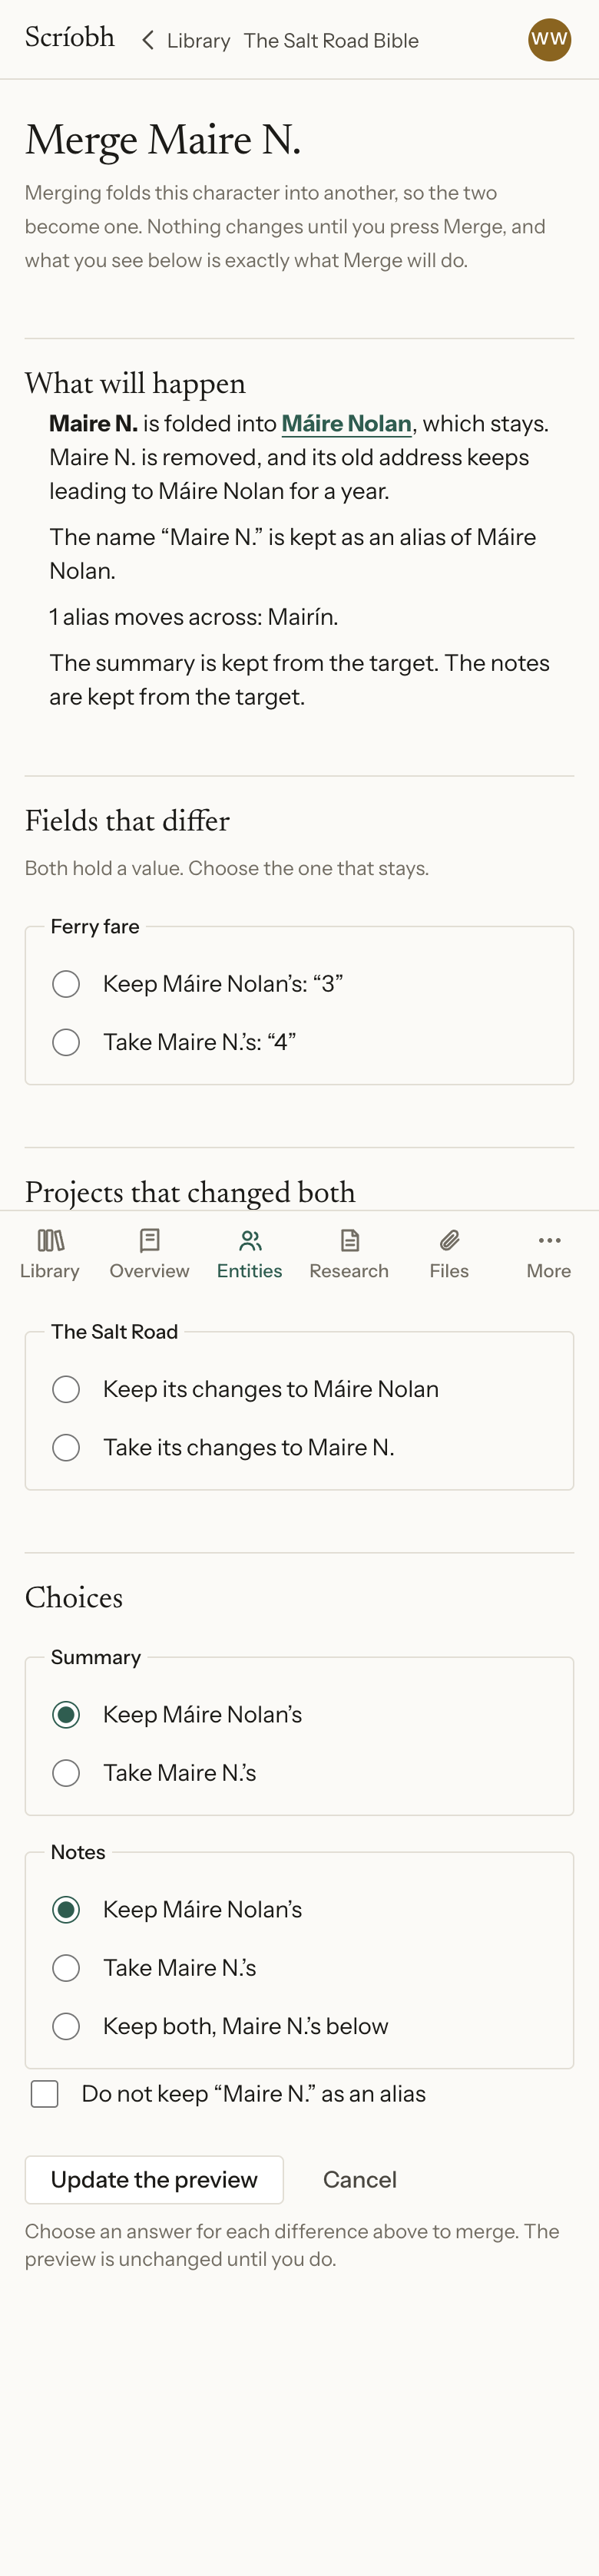 Scríobh
Library The Salt Road Bible
WW
Merge Maire N.
Merging folds this character into another, so the two
become one. Nothing changes until you press Merge, and
what you see below is exactly what Merge will do.
What will happen
Maire N. is folded into Máire Nolan, which stays.
Maire N. is removed, and its old address keeps
leading to Máire Nolan for a year.
The name “Maire N.” is kept as an alias of Máire
Nolan.
1 alias moves across: Mairín.
The summary is kept from the target. The notes
are kept from the target.
Fields that differ
Both hold a value. Choose the one that stays.
Ferry fare
Keep Máire Nolan’s: “3”
Take Maire N.’s: “4”
Projects that changed both
Library
Overview
Entities
Research
Files
More
The Salt Road
Keep its changes to Máire Nolan
Take its changes to Maire N.
Choices
Summary
Keep Máire Nolan’s
Take Maire N.’s
Notes
Keep Máire Nolan’s
Take Maire N.’s
Keep both, Maire N.’s below
Do not keep “Maire N.” as an alias
Update the preview
Cancel
Choose an answer for each difference above to merge. The
preview is unchanged until you do.